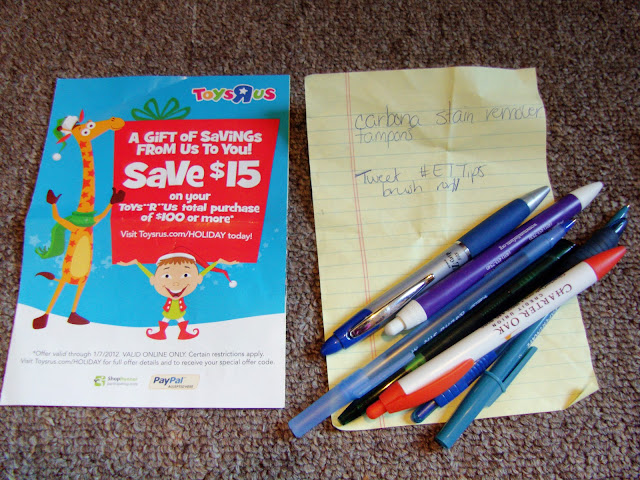 TOYSЯUS
A GIFT OF SAVINGS
FROM US TO YOU!
SAVE $15
on your
Toys"R"Us total purchase
of $100 or more*
Visit Toysrus.com/HOLIDAY today!
*Offer valid through 1/7/2012. VALID ONLINE ONLY. Certain restrictions apply.
Visit Toysrus.com/HOLIDAY for full offer details and to receive your special offer code.
PayPal
carbona stain remover
tampons
Tweet #ETTips
brush
CHARTER OAK